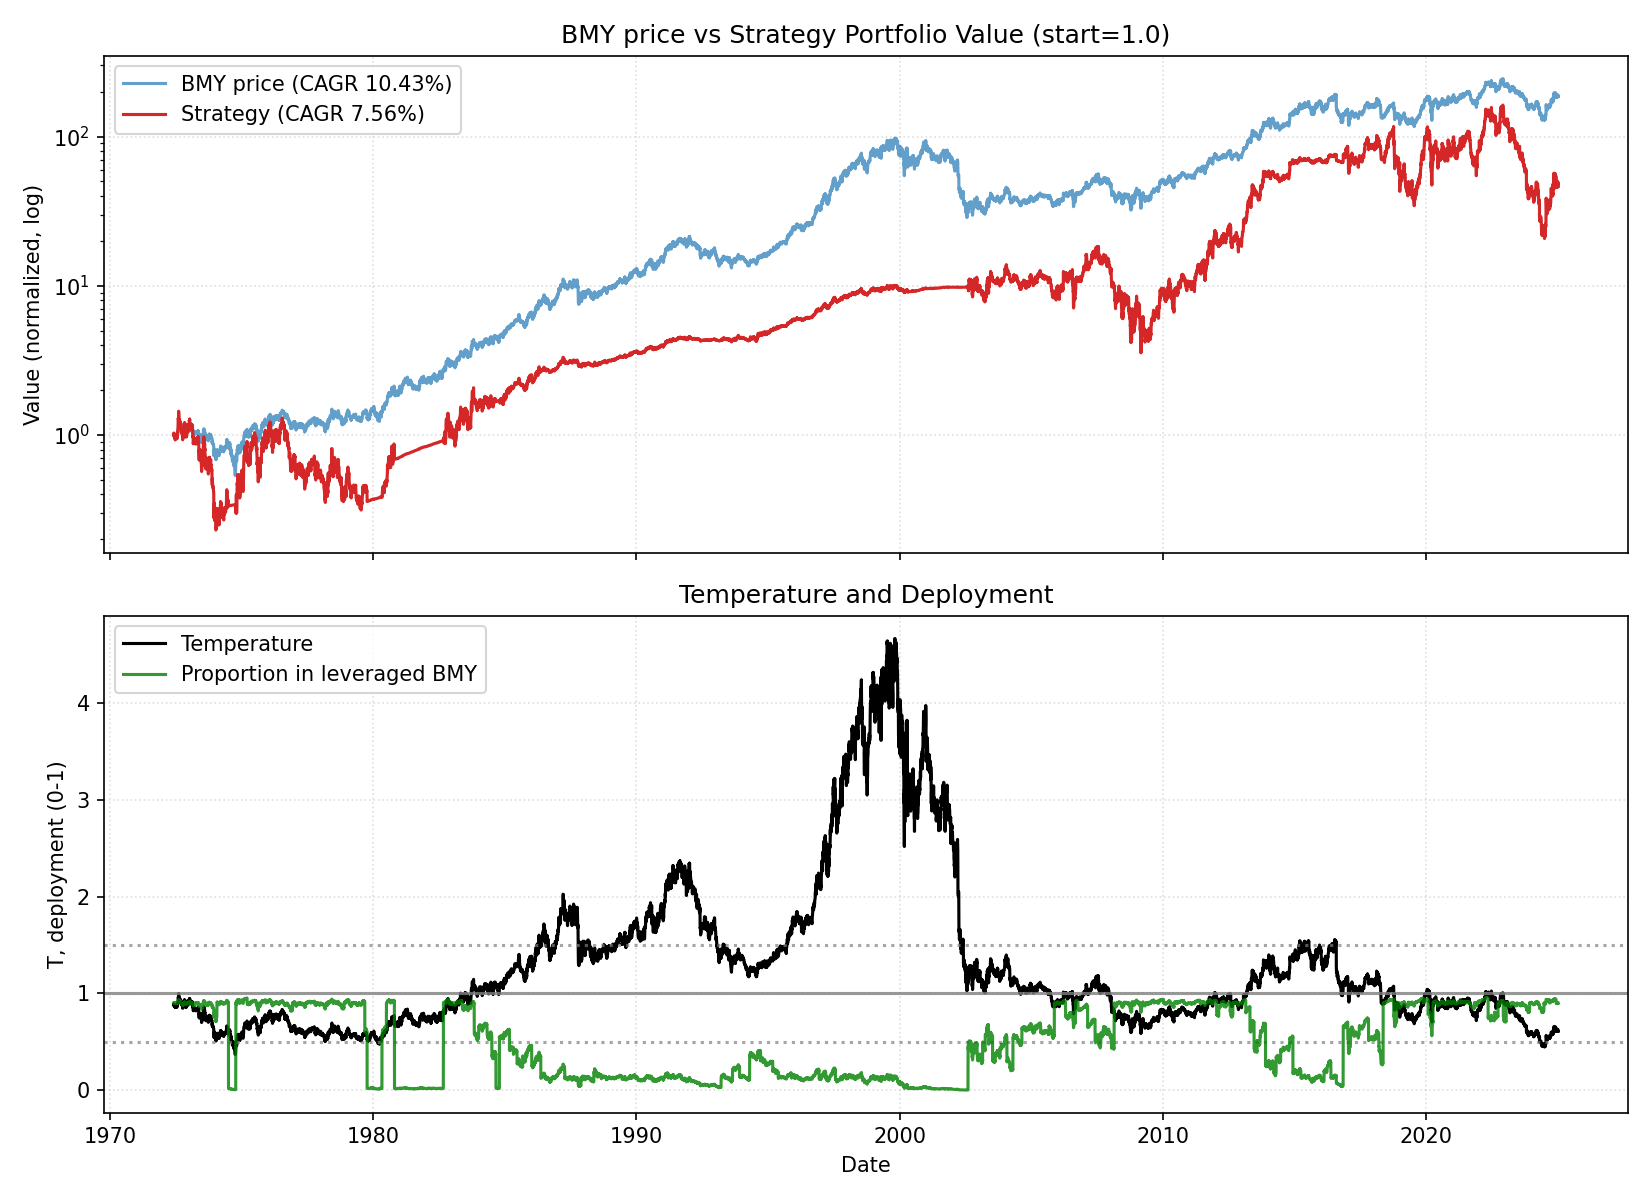 BMY price vs Strategy Portfolio Value (start=1.0)
BMY price (CAGR 10.43%)
Strategy (CAGR 7.56%)
Value (normalized, log)
10²
10¹
10⁰
Temperature and Deployment
Temperature
Proportion in leveraged BMY
T, deployment (0-1)
4
3
2
1
0
1970 1980 1990 2000 2010 2020
Date